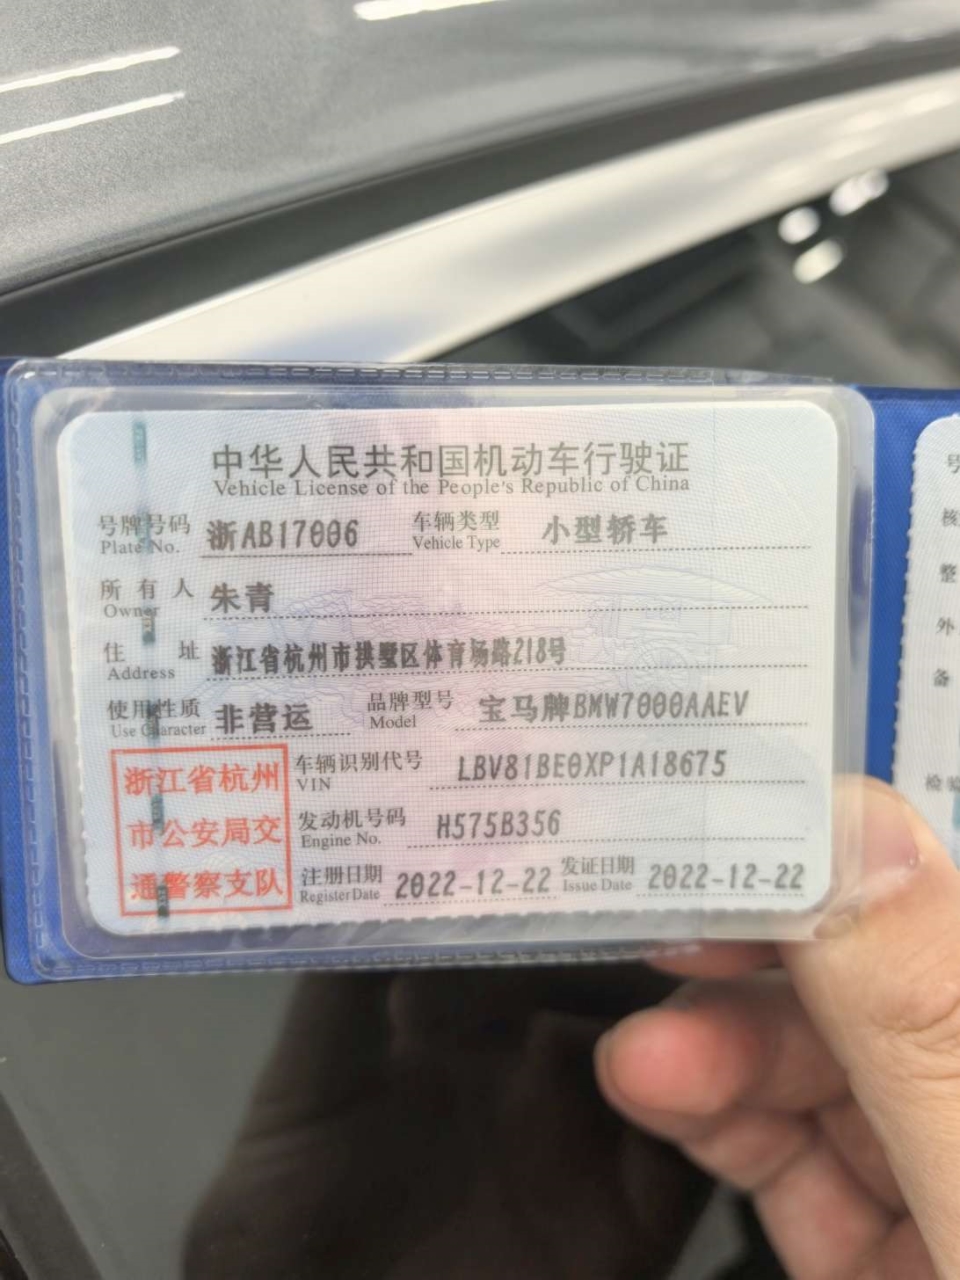 中华人民共和国机动车行驶证
Vehicle License of the People's Republic of China
号牌号码 浙AB17006 车辆类型 小型轿车
Plate No. Vehicle Type
所有人 朱青
Owner
住址 浙江省杭州市拱墅区体育场路218号
Address
使用性质 非营运 品牌型号 宝马牌BMW7000AAEV
Use Character Model
浙江省杭州
市公安局交
通警察支队
车辆识别代号 LBV81BE0XP1A18675
VIN
发动机号码 H575B356
Engine No.
注册日期 2022-12-22 发证日期 2022-12-22
Register Date Issue Date
号
核
整
外
备
检验